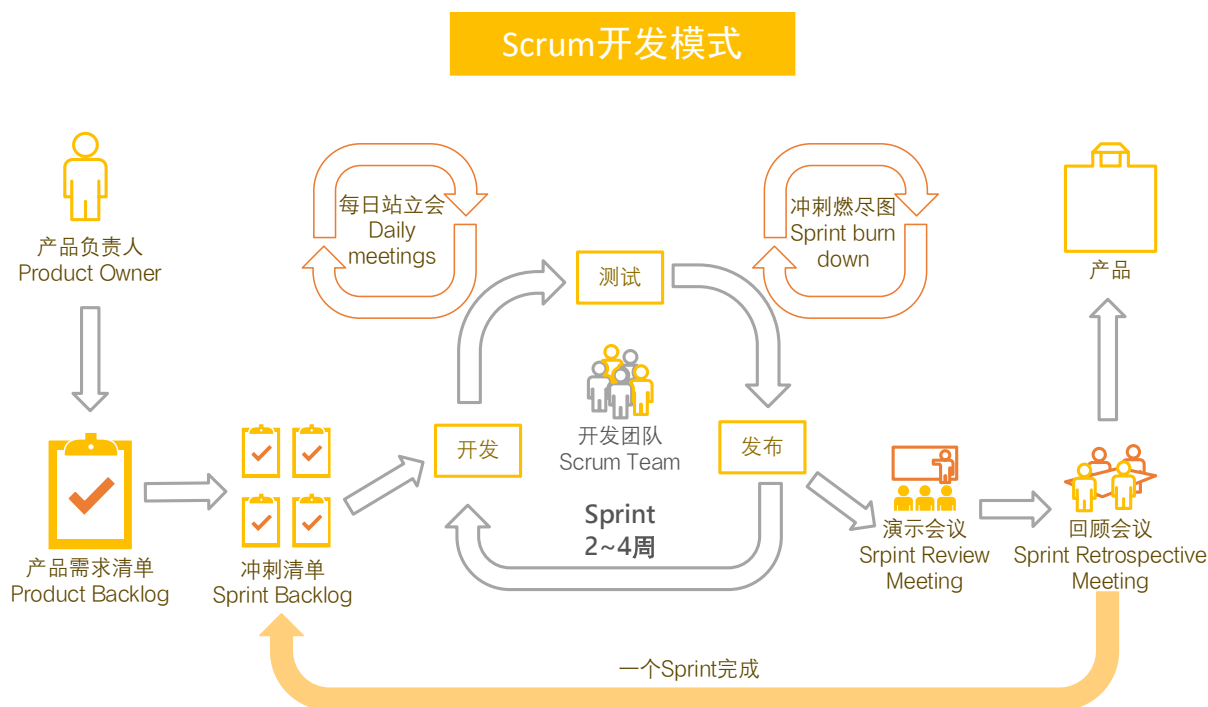 Scrum开发模式
产品负责人
Product Owner
每日站立会
Daily
meetings
冲刺燃尽图
Sprint burn
down
产品
测试
开发
开发团队
Scrum Team
发布
Sprint
2~4周
产品需求清单
Product Backlog
冲刺清单
Sprint Backlog
演示会议
Srpint Review
Meeting
回顾会议
Sprint Retrospective
Meeting
一个Sprint完成